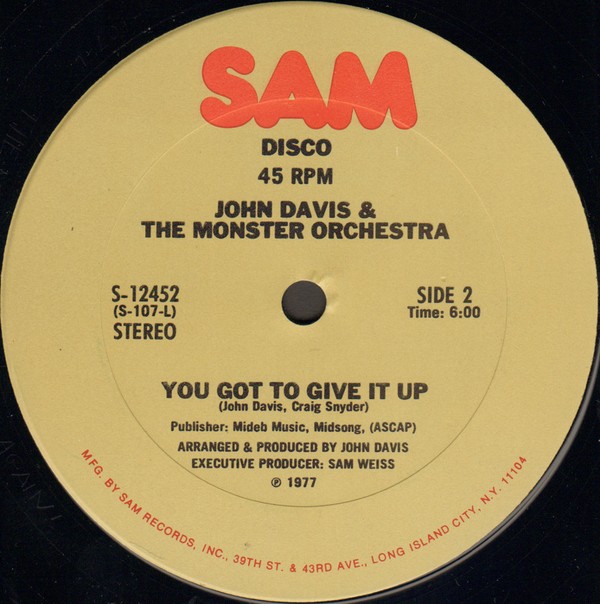 SAM
DISCO
45 RPM
JOHN DAVIS &
THE MONSTER ORCHESTRA
S-12452
(S-107-L)
STEREO
SIDE 2
Time: 6:00
YOU GOT TO GIVE IT UP
(John Davis, Craig Snyder)
Publisher: Mideb Music, Midsong, (ASCAP)
ARRANGED & PRODUCED BY JOHN DAVIS
EXECUTIVE PRODUCER: SAM WEISS
℗ 1977
MFG. BY SAM RECORDS, INC., 39TH ST. & 43RD AVE., LONG ISLAND CITY, N.Y. 11104